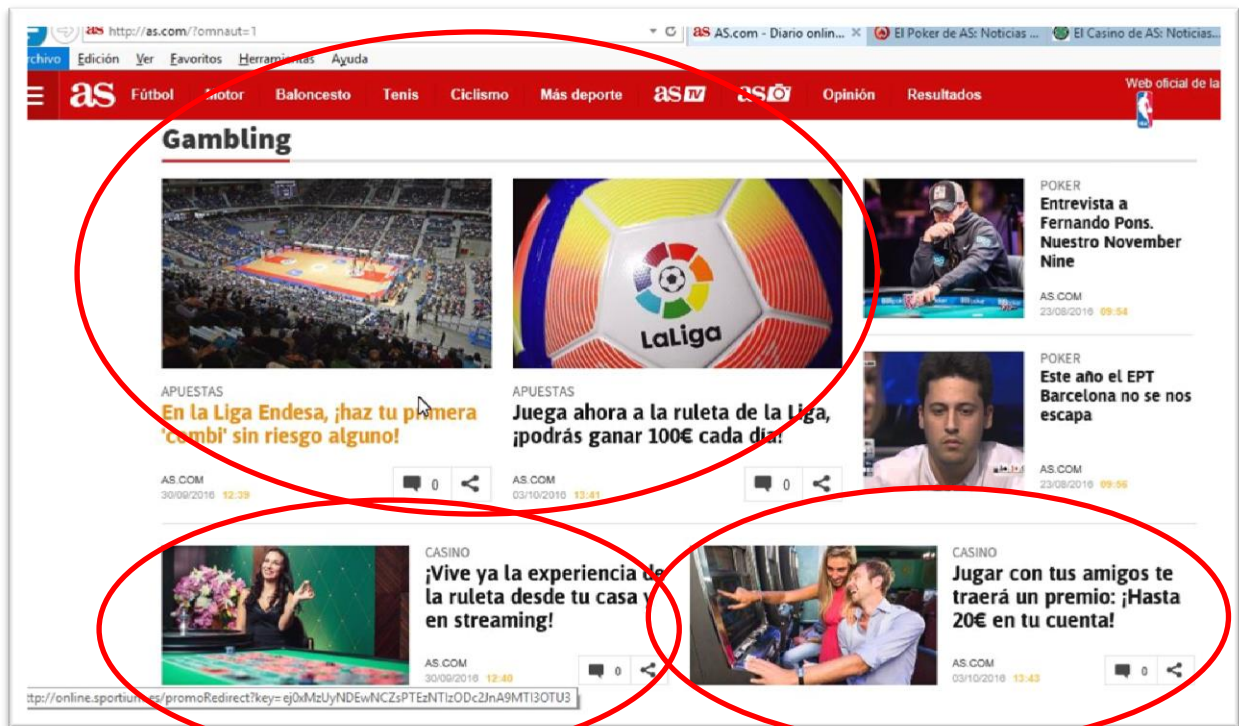 http://as.com/?omnaut=1
as AS.com - Diario onlin... El Poker de AS: Noticias ... El Casino de AS: Noticias...
rchivo Edición Ver Favoritos Herramientas Ayuda
as Fútbol Motor Baloncesto Tenis Ciclismo Más deporte as TV as Opinión Resultados
Web oficial de la
Gambling
LaLiga
APUESTAS
En la Liga Endesa, ¡haz tu primera
'combi' sin riesgo alguno!
AS.COM
30/09/2016 12:39
0
APUESTAS
Juega ahora a la ruleta de la Liga,
¡podrás ganar 100€ cada día!
AS.COM
03/10/2016 13:41
0
POKER
Entrevista a
Fernando Pons.
Nuestro November
Nine
AS.COM
23/08/2016 09:54
POKER
Este año el EPT
Barcelona no se nos
escapa
AS.COM
23/08/2016 09:56
CASINO
¡Vive ya la experiencia de
la ruleta desde tu casa y
en streaming!
AS.COM
30/09/2016 12:40
0
CASINO
Jugar con tus amigos te
traerá un premio: ¡Hasta
20€ en tu cuenta!
AS.COM
03/10/2016 13:43
0